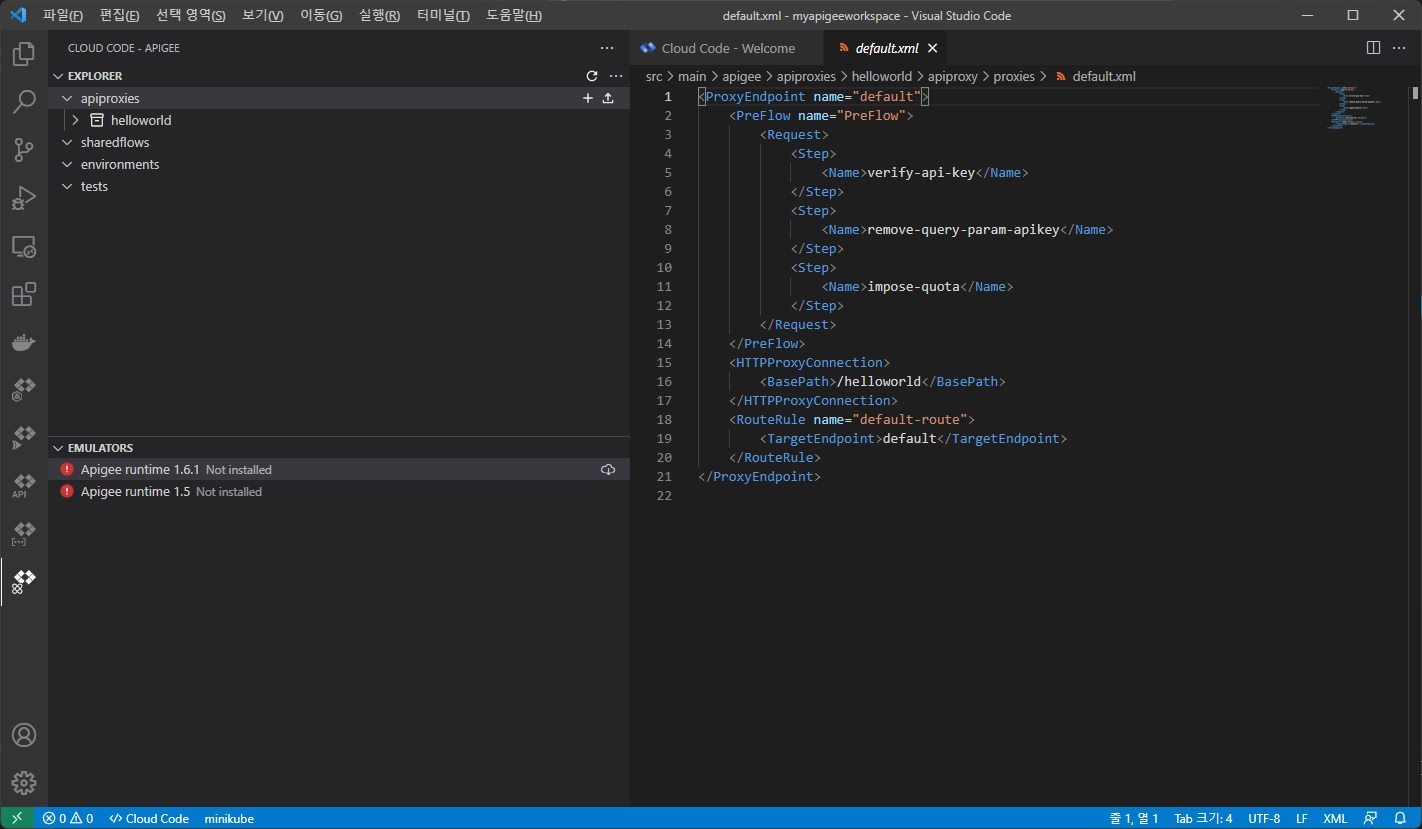 파일(F) 편집(E) 선택 영역(S) 보기(V) 이동(G) 실행(R) 터미널(T) 도움말(H) default.xml - myapigeeworkspace - Visual Studio Code
CLOUD CODE - APIGEE
EXPLORER
apiproxies
helloworld
sharedflows
environments
tests
EMULATORS
Apigee runtime 1.6.1 Not installed
Apigee runtime 1.5 Not installed
API
Cloud Code - Welcome default.xml
src > main > apigee > apiproxies > helloworld > apiproxy > proxies > default.xml
1 <ProxyEndpoint name="default">
2 <PreFlow name="PreFlow">
3 <Request>
4 <Step>
5 <Name>verify-api-key</Name>
6 </Step>
7 <Step>
8 <Name>remove-query-param-apikey</Name>
9 </Step>
10 <Step>
11 <Name>impose-quota</Name>
12 </Step>
13 </Request>
14 </PreFlow>
15 <HTTPProxyConnection>
16 <BasePath>/helloworld</BasePath>
17 </HTTPProxyConnection>
18 <RouteRule name="default-route">
19 <TargetEndpoint>default</TargetEndpoint>
20 </RouteRule>
21 </ProxyEndpoint>
22
0 0 Cloud Code minikube 줄 1, 열 1 Tab 크기: 4 UTF-8 LF XML